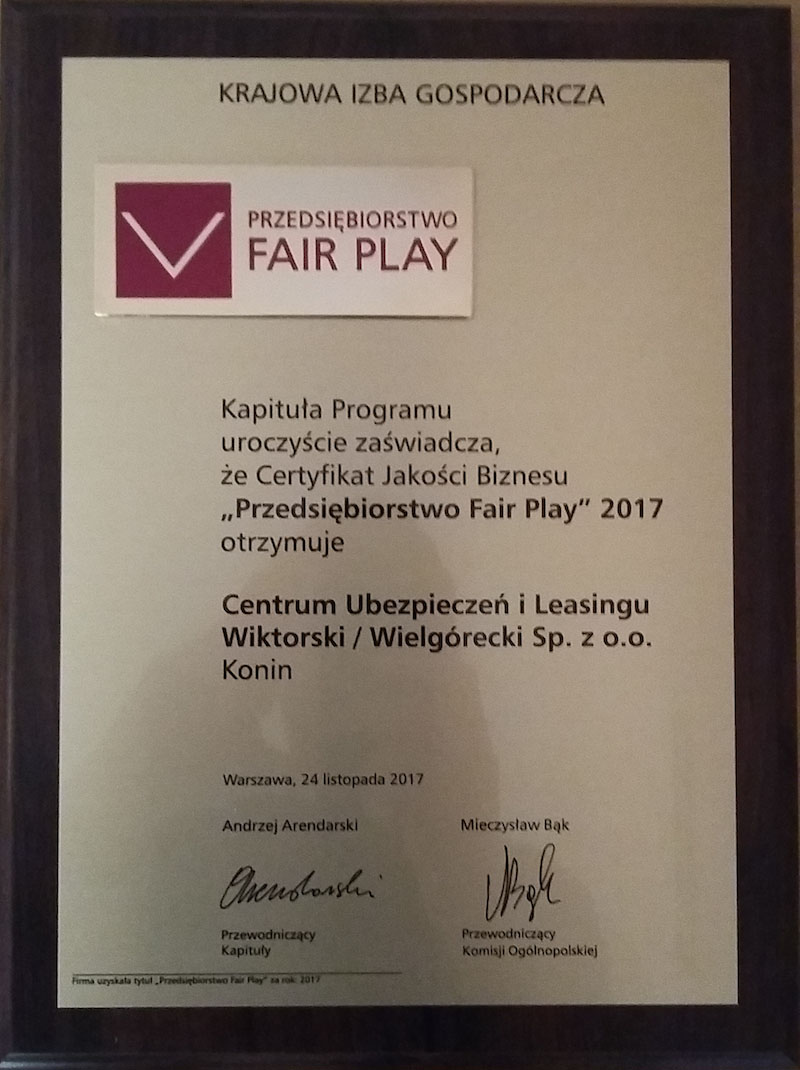 KRAJOWA IZBA GOSPODARCZA
PRZEDSIĘBIORSTWO
FAIR PLAY
Kapituła Programu
uroczyście zaświadcza,
że Certyfikat Jakości Biznesu
„Przedsiębiorstwo Fair Play” 2017
otrzymuje
Centrum Ubezpieczeń i Leasingu
Wiktorski / Wielgórecki Sp. z o.o.
Konin
Warszawa, 24 listopada 2017
Andrzej Arendarski Mieczysław Bąk
Arendarski Bąk
Przewodniczący Przewodniczący
Kapituły Komisji Ogólnopolskiej
Firma uzyskała tytuł „Przedsiębiorstwo Fair Play” za rok: 2017